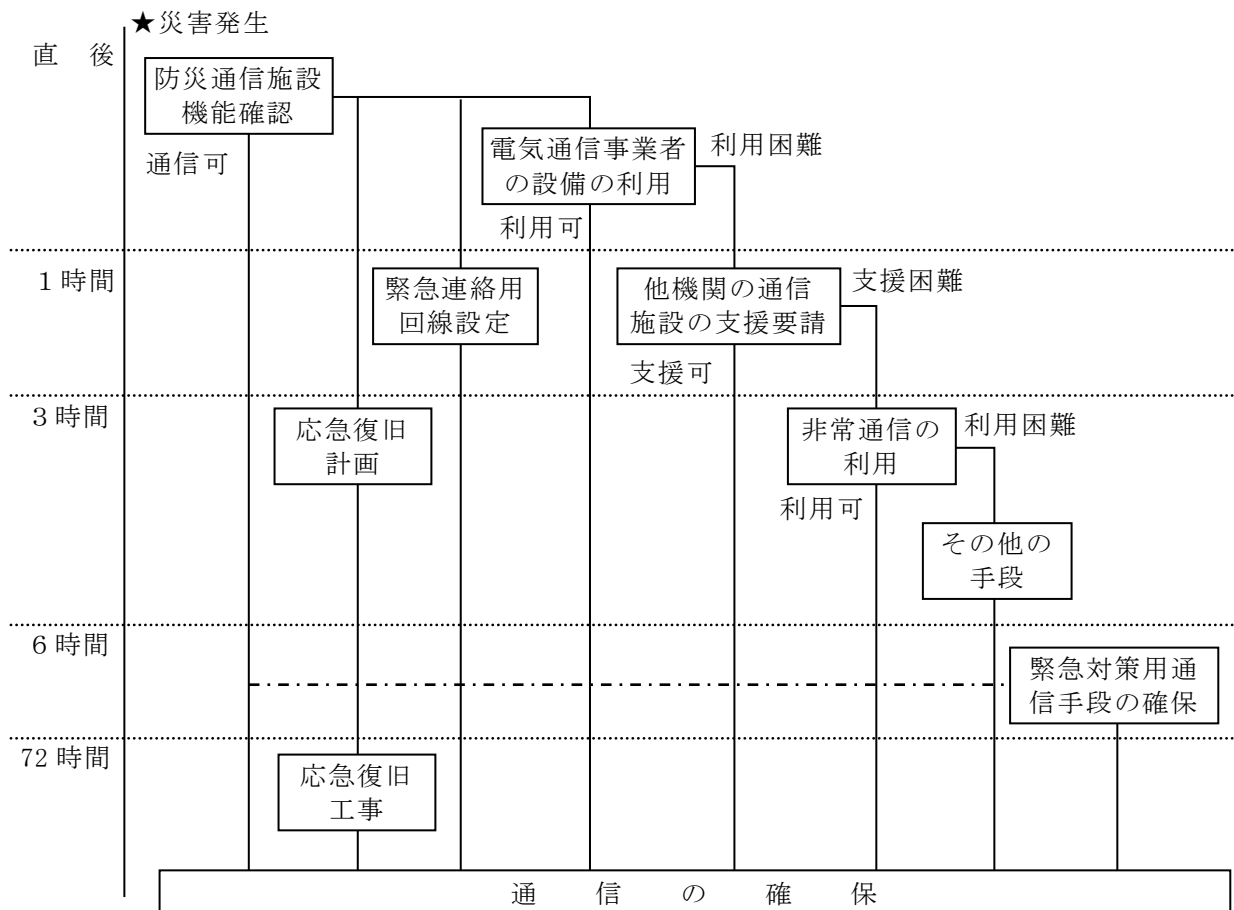 ★災害発生
直　後
防災通信施設
機能確認
通信可
電気通信事業者
の設備の利用
利用困難
利用可
１時間
緊急連絡用
回線設定
他機関の通信
施設の支援要請
支援困難
支援可
３時間
応急復旧
計画
非常通信の
利用
利用困難
利用可
その他の
手段
６時間
緊急対策用通
信手段の確保
72時間
応急復旧
工事
通　信　の　確　保